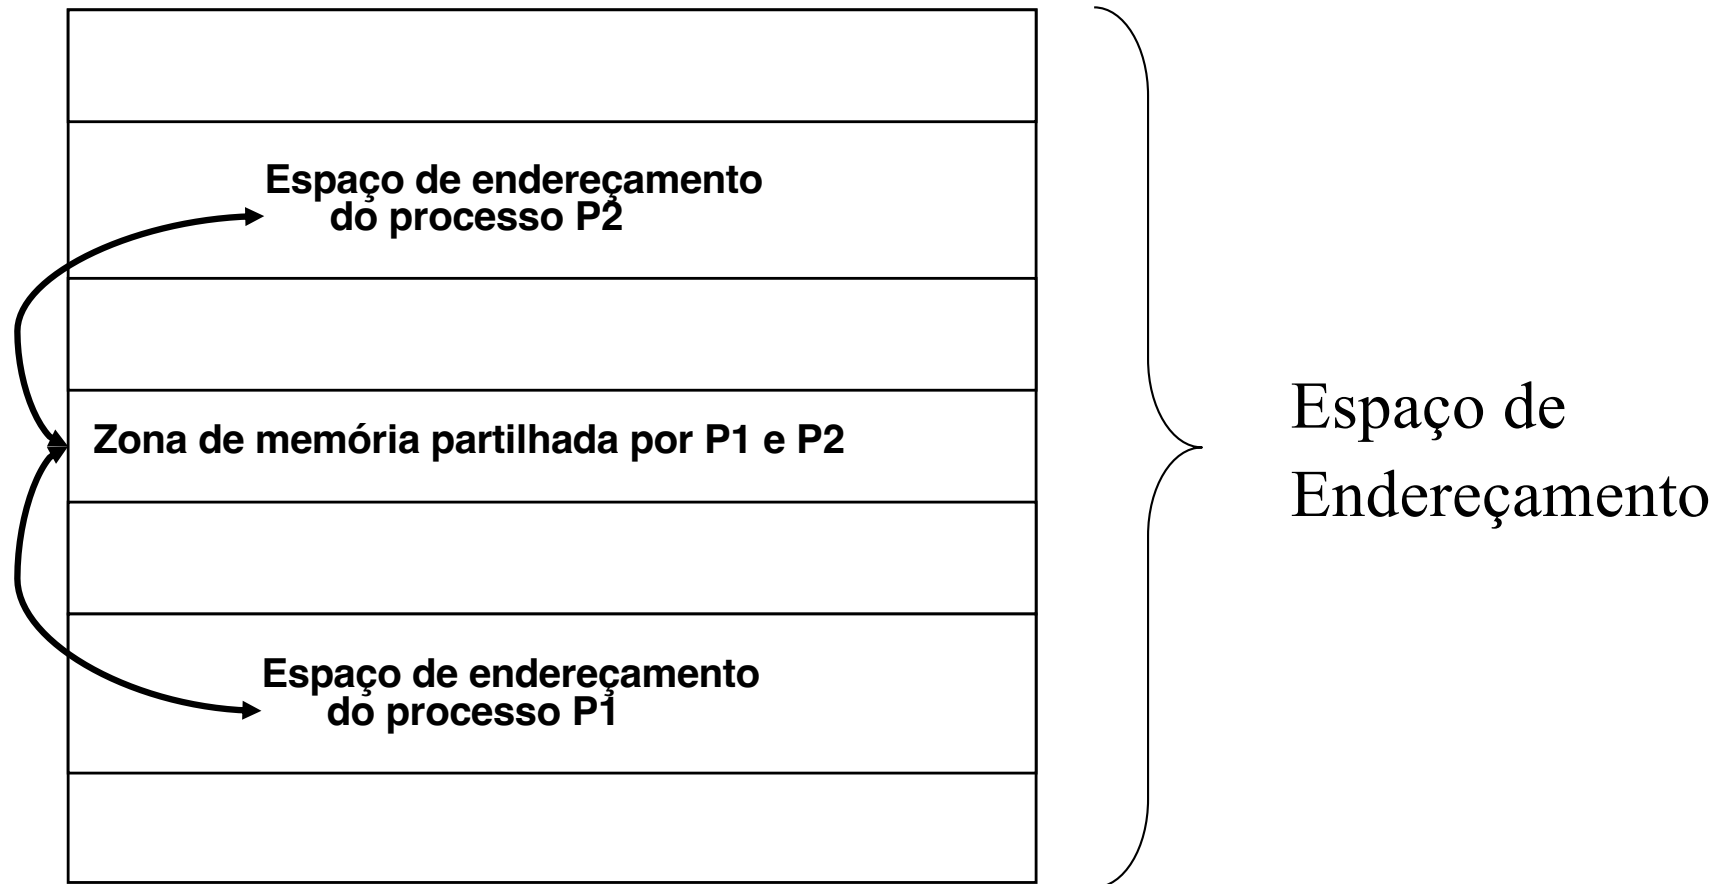 Espaço de endereçamento
do processo P2
Zona de memória partilhada por P1 e P2
Espaço de endereçamento
do processo P1
Espaço de
Endereçamento